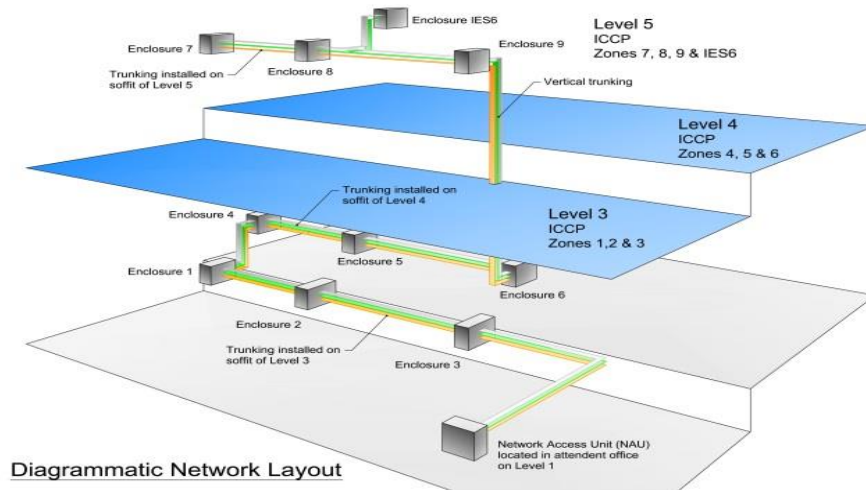 Enclosure IES6
Level 5
ICCP
Zones 7, 8, 9 & IES6
Enclosure 7
Enclosure 9
Enclosure 8
Trunking installed on
soffit of Level 5
Vertical trunking
Level 4
ICCP
Zones 4, 5 & 6
Trunking installed on
soffit of Level 4
Enclosure 4
Level 3
ICCP
Zones 1,2 & 3
Enclosure 5
Enclosure 1
Enclosure 6
Enclosure 2
Trunking installed on
soffit of Level 3
Enclosure 3
Network Access Unit (NAU)
located in attendent office
on Level 1
Diagrammatic Network Layout